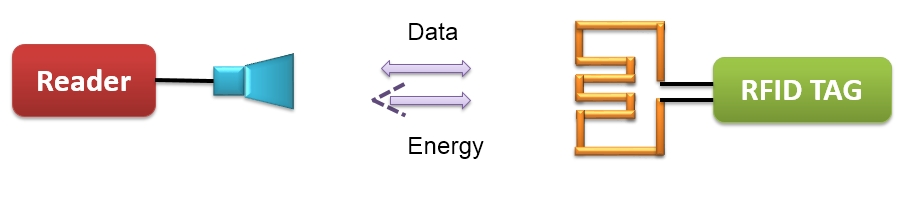 Data
Reader
RFID TAG
Energy